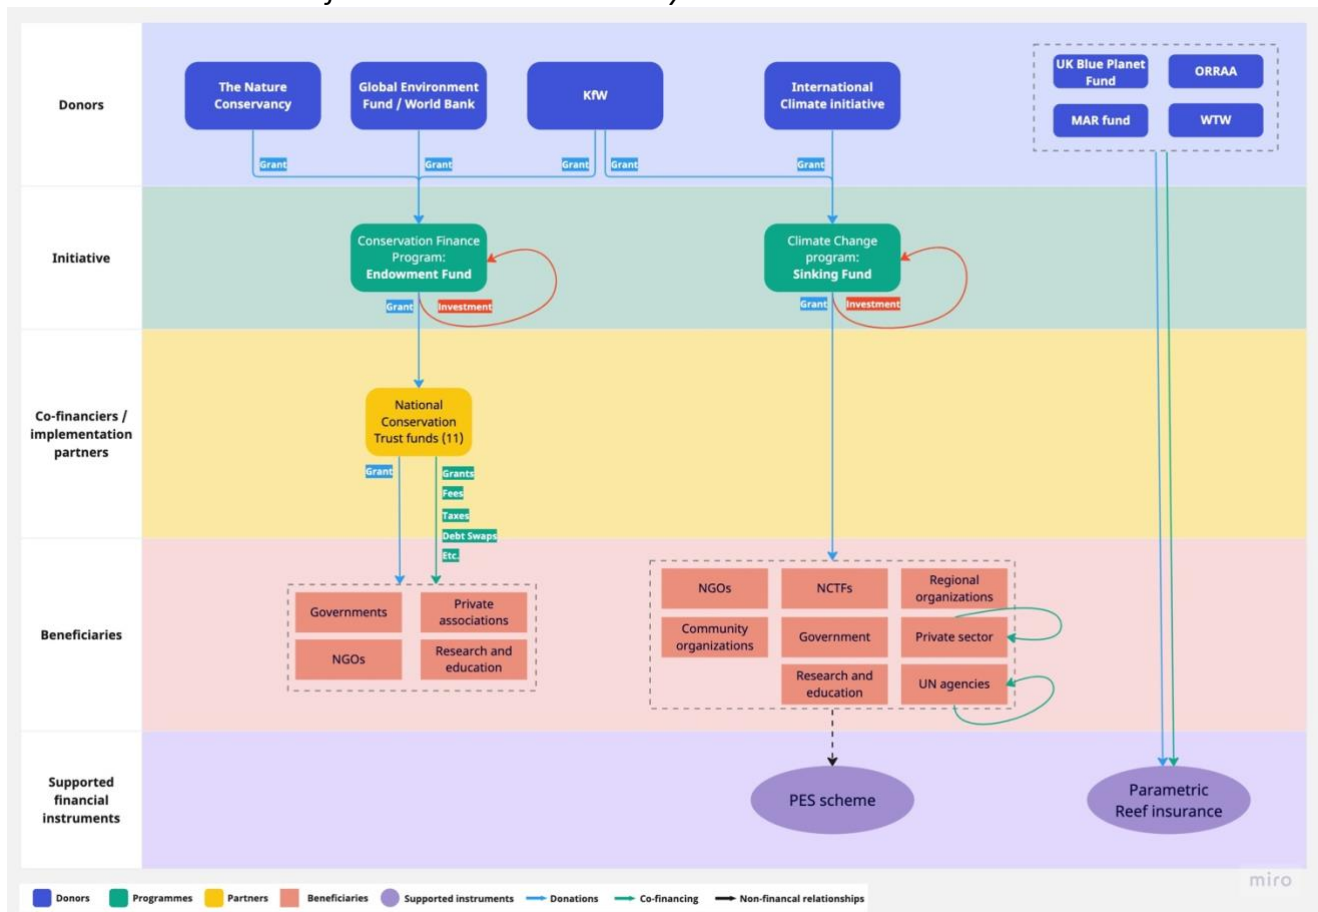 Donors
The Nature
Conservancy
Global Environment
Fund / World Bank
KfW
International
Climate initiative
UK Blue Planet
Fund
ORRAA
MAR fund
WTW
Grant
Grant
Grant
Grant
Grant
Initiative
Conservation Finance
Program:
Endowment Fund
Climate Change
program:
Sinking Fund
Grant
Investment
Grant
Investment
Co-financiers /
implementation
partners
National
Conservation
Trust funds (11)
Grant
Grants
Fees
Taxes
Debt Swaps
Etc.
Beneficiaries
Governments
Private
associations
NGOs
Research and
education
NGOs
NCTFs
Regional
organizations
Community
organizations
Government
Private sector
Research and
education
UN agencies
Supported
financial
instruments
PES scheme
Parametric
Reef insurance
miro
Donors
Programmes
Partners
Beneficiaries
Supported instruments
Donations
Co-financing
Non-financal relationships